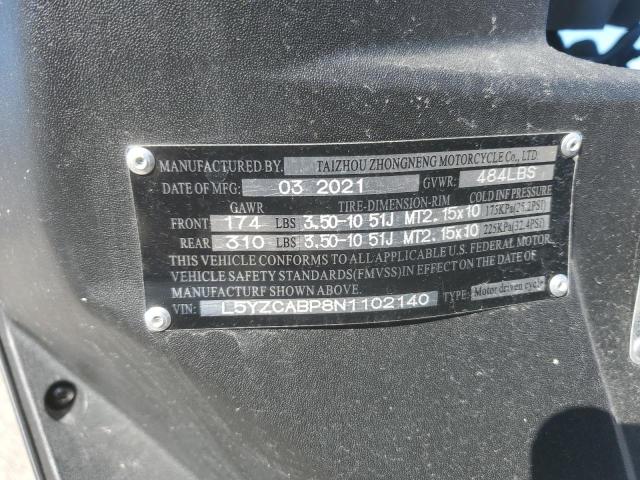 MANUFACTURED BY. TAIZHOU ZHONGNENG MOTORCYCLE Co., LTD
DATE OF MFG: 03 2021 GVWR: 484LBS
GAWR TIRE-DIMENSION-RIM COLD INF PRESSURE
FRONT 174 LBS 3.50-10 51J MT2.15x10 175KPa(25.2PSI)
REAR 310 LBS 3.50-10 51J MT2.15x10 225KPa(32.4PSI)
THIS VEHICLE CONFORMS TO ALL APPLICABLE U.S. FEDERAL MOTOR
VEHICLE SAFETY STANDARDS(FMVSS)IN EFFECT ON THE DATE OF
MANUFACTURF SHOWN ABOVE.
VIN: L5YZCABP8N1102140 TYPE: Motor driven cycle